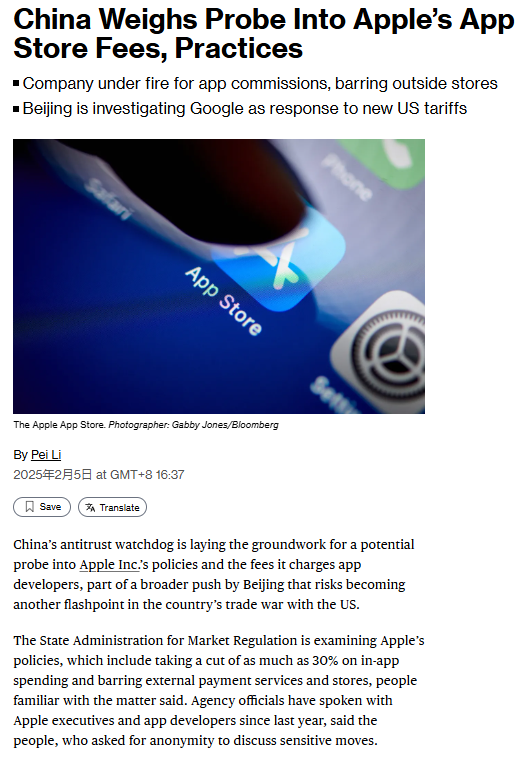 China Weighs Probe Into Apple’s App
Store Fees, Practices
▪ Company under fire for app commissions, barring outside stores
▪ Beijing is investigating Google as response to new US tariffs
Phone
Safari
App Store
The Apple App Store. Photographer: Gabby Jones/Bloomberg
By Pei Li
2025年2月5日 at GMT+8 16:37
Save
Translate
China’s antitrust watchdog is laying the groundwork for a potential
probe into Apple Inc.’s policies and the fees it charges app
developers, part of a broader push by Beijing that risks becoming
another flashpoint in the country’s trade war with the US.
The State Administration for Market Regulation is examining Apple’s
policies, which include taking a cut of as much as 30% on in-app
spending and barring external payment services and stores, people
familiar with the matter said. Agency officials have spoken with
Apple executives and app developers since last year, said the
people, who asked for anonymity to discuss sensitive moves.